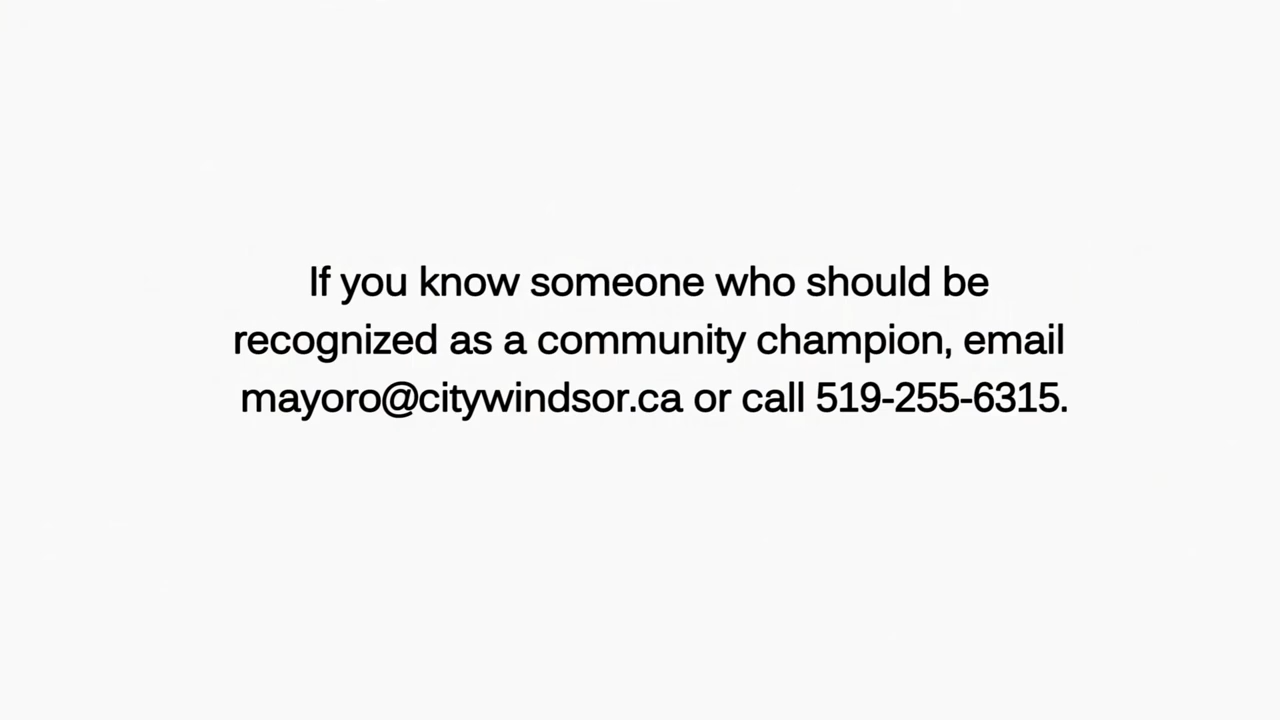 If you know someone who should be
recognized as a community champion, email
mayoro@citywindsor.ca or call 519-255-6315.